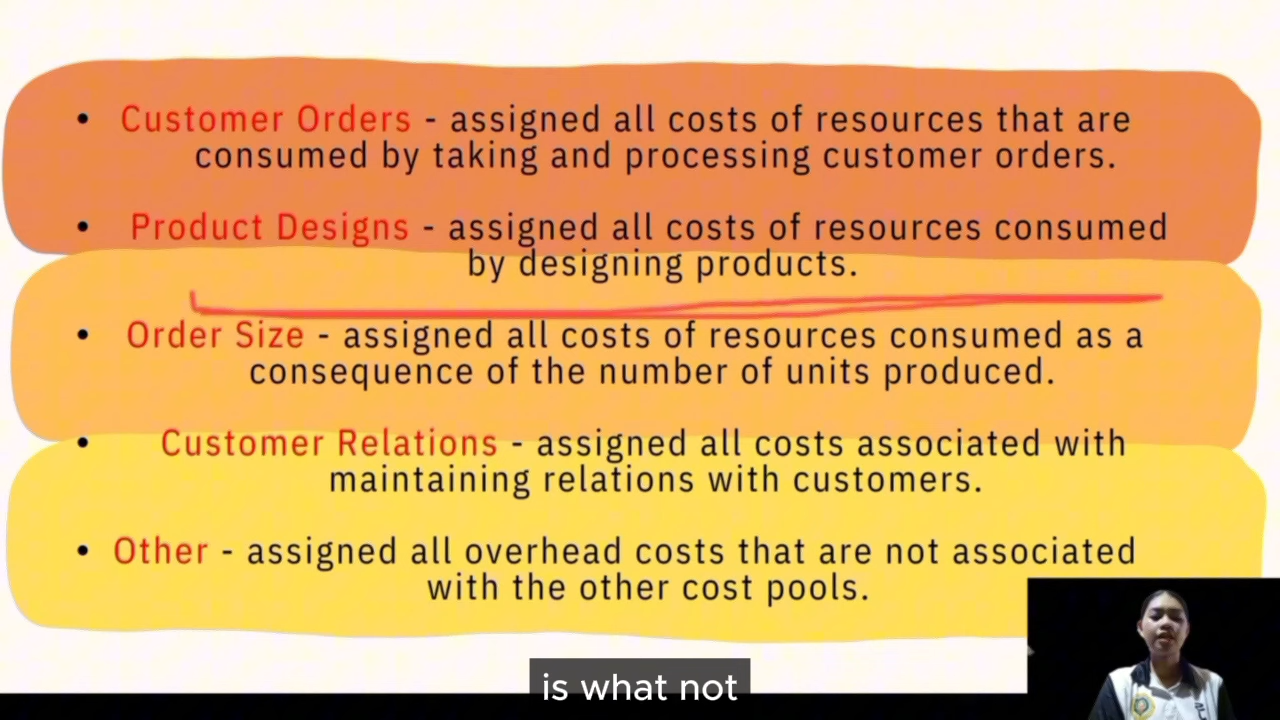 • Customer Orders - assigned all costs of resources that are
consumed by taking and processing customer orders.
• Product Designs - assigned all costs of resources consumed
by designing products.
• Order Size - assigned all costs of resources consumed as a
consequence of the number of units produced.
• Customer Relations - assigned all costs associated with
maintaining relations with customers.
• Other - assigned all overhead costs that are not associated
with the other cost pools.
is what not